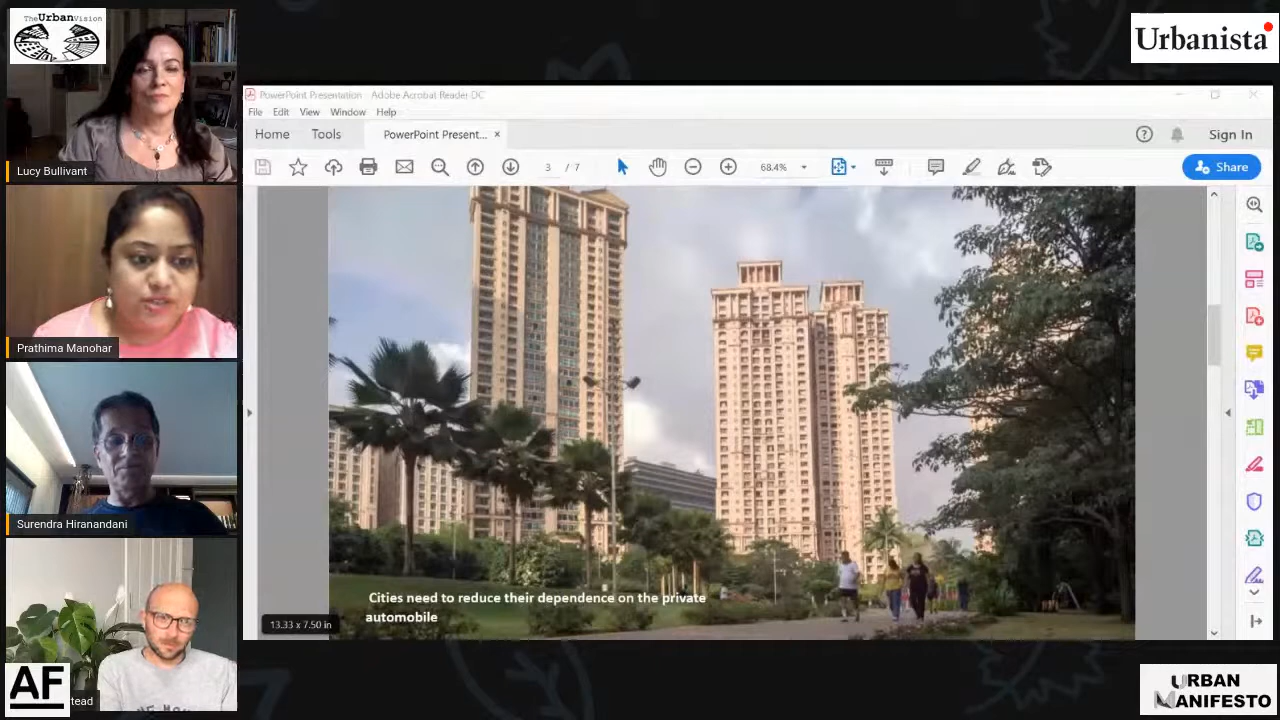 TheUrbanVision
Lucy Bullivant
Prathima Manohar
Surendra Hiranandani
AF
tead
Urbanista
PowerPoint Presentation - Adobe Acrobat Reader DC
File Edit View Window Help
Home Tools PowerPoint Present... × Sign In
3 / 7 68.4% Share
Cities need to reduce their dependence on the private
automobile
13.33 x 7.50 in
URBAN
MANIFESTO